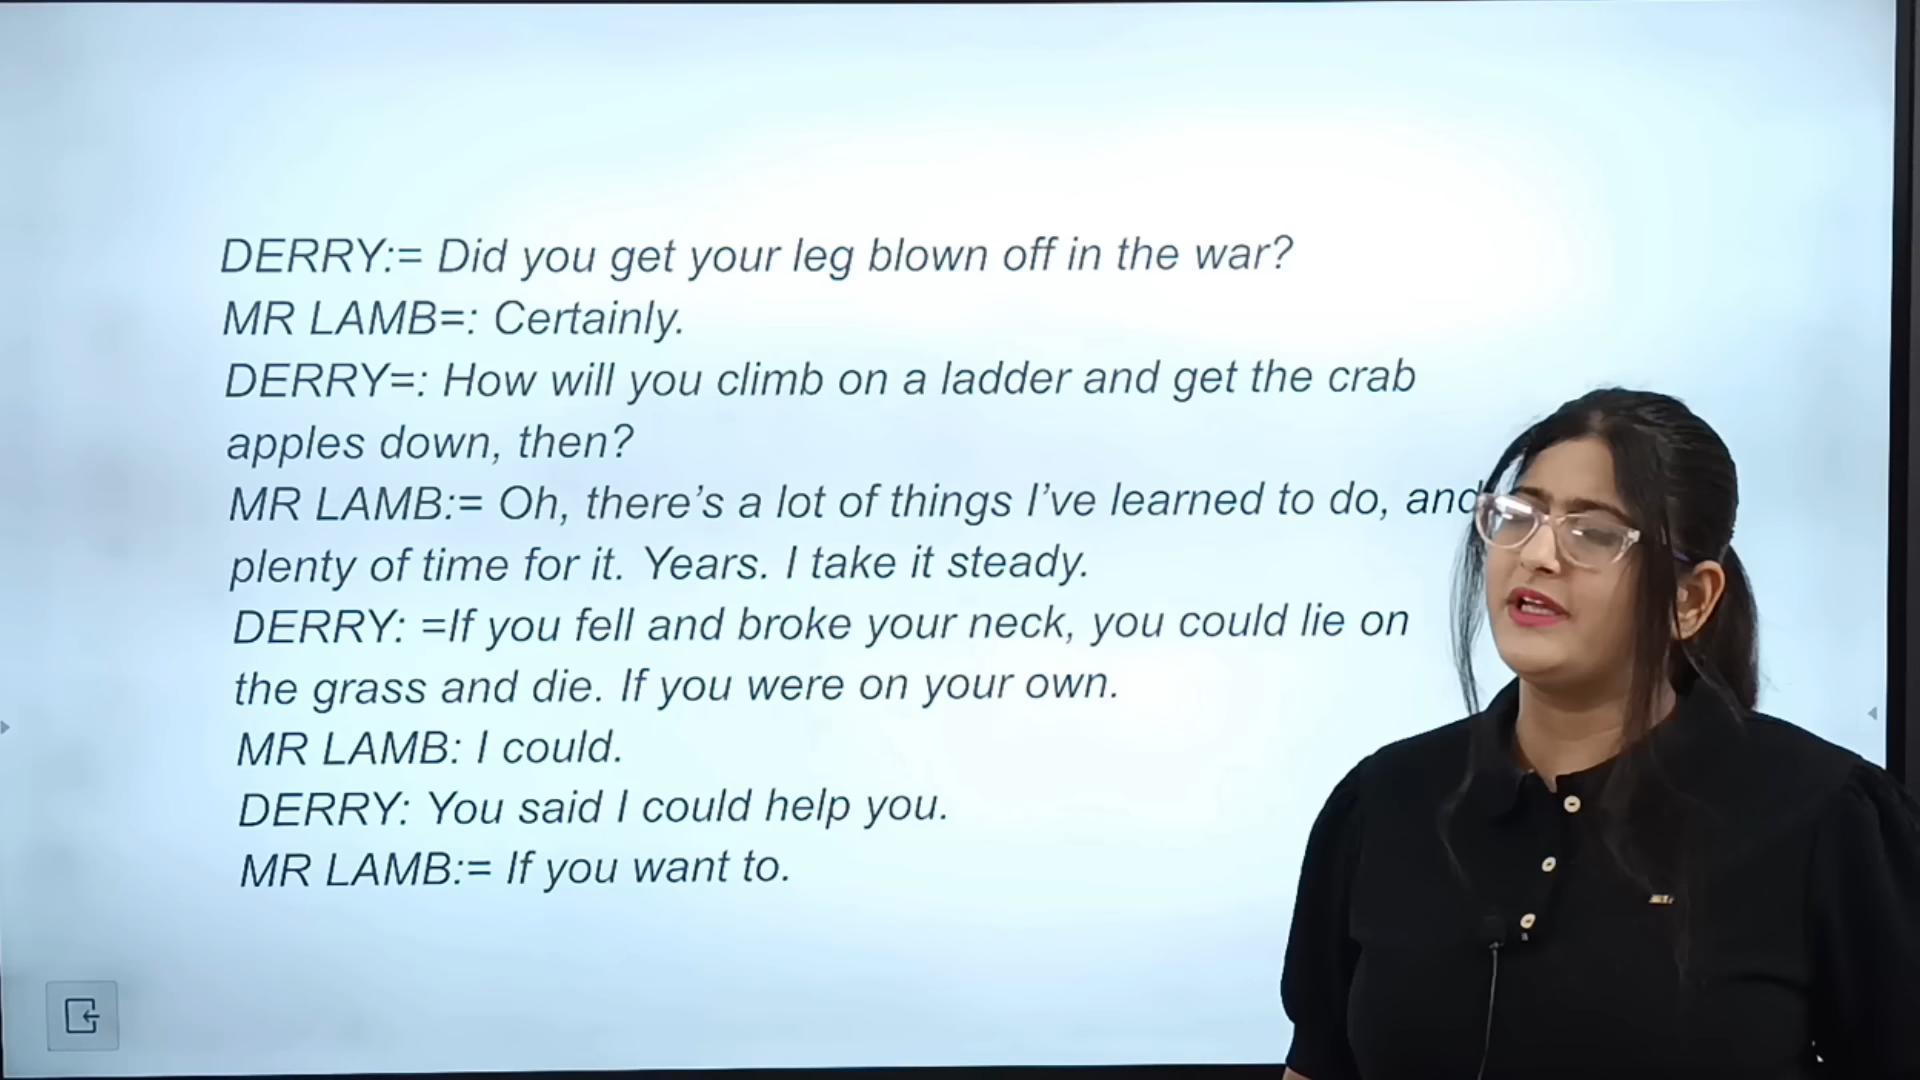 DERRY:= Did you get your leg blown off in the war?
MR LAMB=: Certainly.
DERRY=: How will you climb on a ladder and get the crab
apples down, then?
MR LAMB:= Oh, there’s a lot of things I’ve learned to do, and
plenty of time for it. Years. I take it steady.
DERRY: =If you fell and broke your neck, you could lie on
the grass and die. If you were on your own.
MR LAMB: I could.
DERRY: You said I could help you.
MR LAMB:= If you want to.